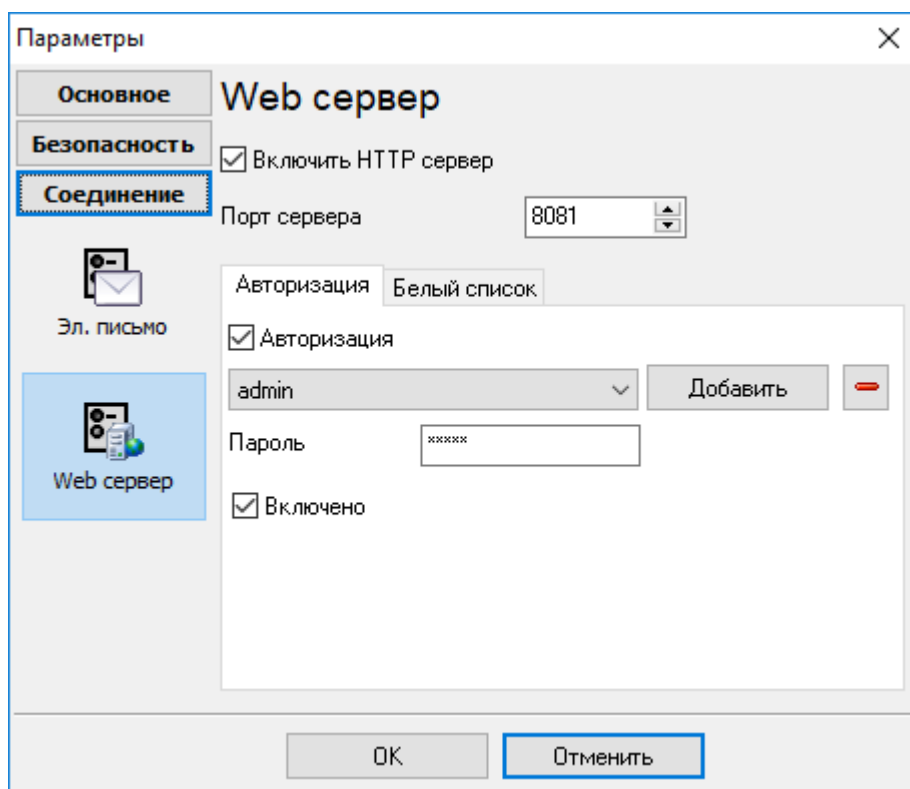 Параметры
Основное
Безопасность
Соединение
Эл. письмо
Web сервер
Web сервер
Включить HTTP сервер
Порт сервера 8081
Авторизация Белый список
Авторизация
admin Добавить
Пароль xxxxx
Включено
OK Отменить